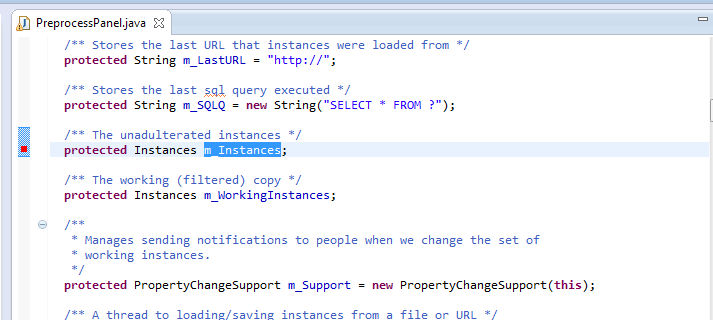 PreprocessPanel.java
/** Stores the last URL that instances were loaded from */
protected String m_LastURL = "http://";
/** Stores the last sql query executed */
protected String m_SQLQ = new String("SELECT * FROM ?");
/** The unadulterated instances */
protected Instances m_Instances;
/** The working (filtered) copy */
protected Instances m_WorkingInstances;
/**
* Manages sending notifications to people when we change the set of
* working instances.
*/
protected PropertyChangeSupport m_Support = new PropertyChangeSupport(this);
/** A thread to loading/saving instances from a file or URL */